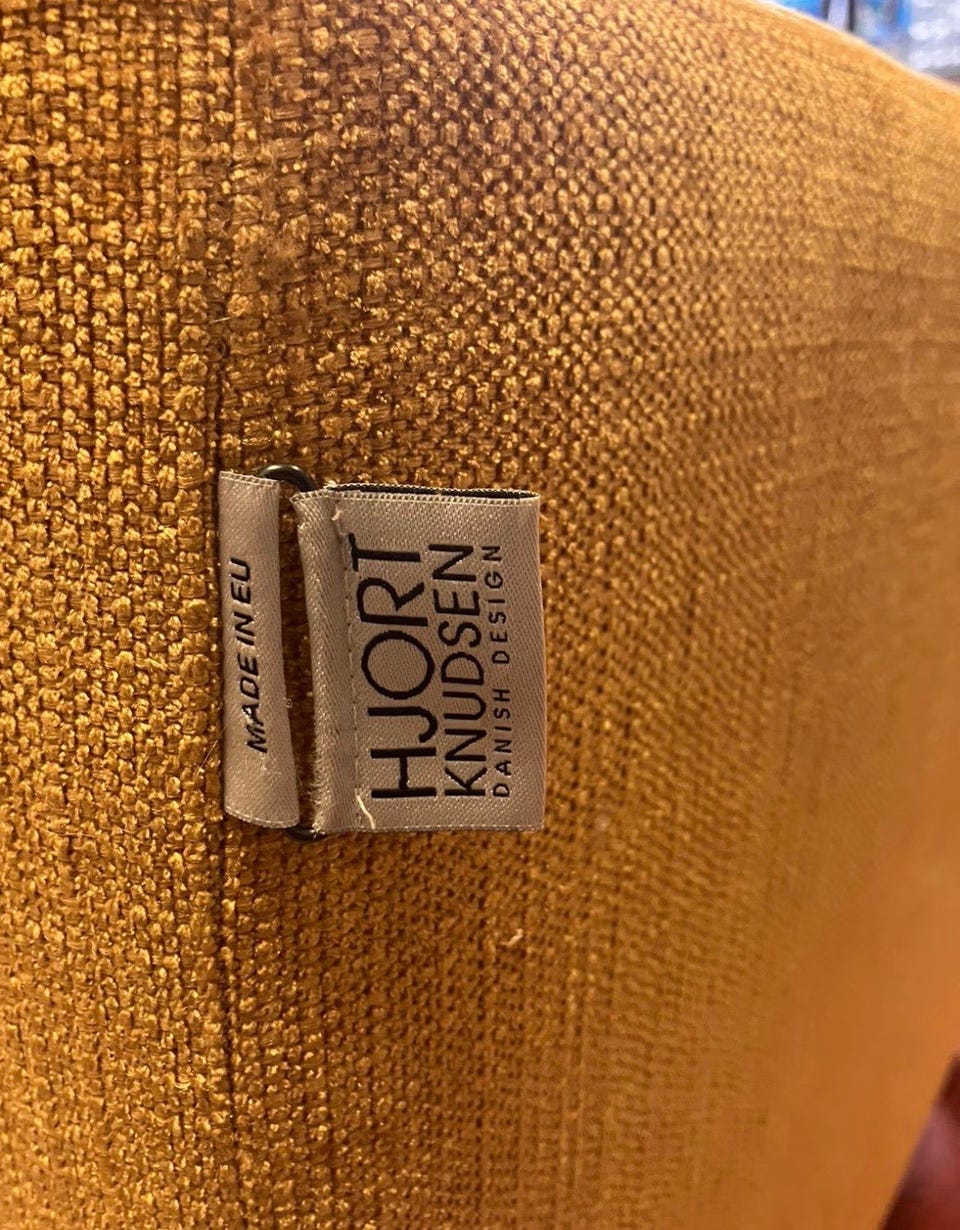 MADE IN EU
HJORT
KNUDSEN
DANISH DESIGN